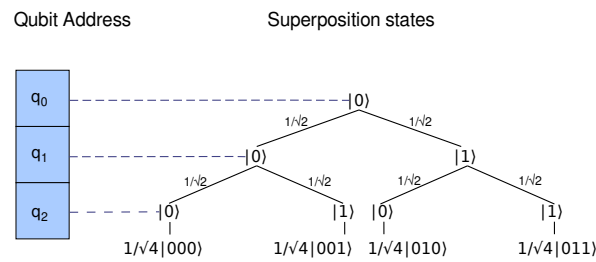 Qubit Address Superposition states
q0 |0⟩
1/√2 1/√2
q1 |0⟩ |1⟩
1/√2 1/√2 1/√2 1/√2
q2 |0⟩ |1⟩ |0⟩ |1⟩
1/√4|000⟩ 1/√4|001⟩ 1/√4|010⟩ 1/√4|011⟩